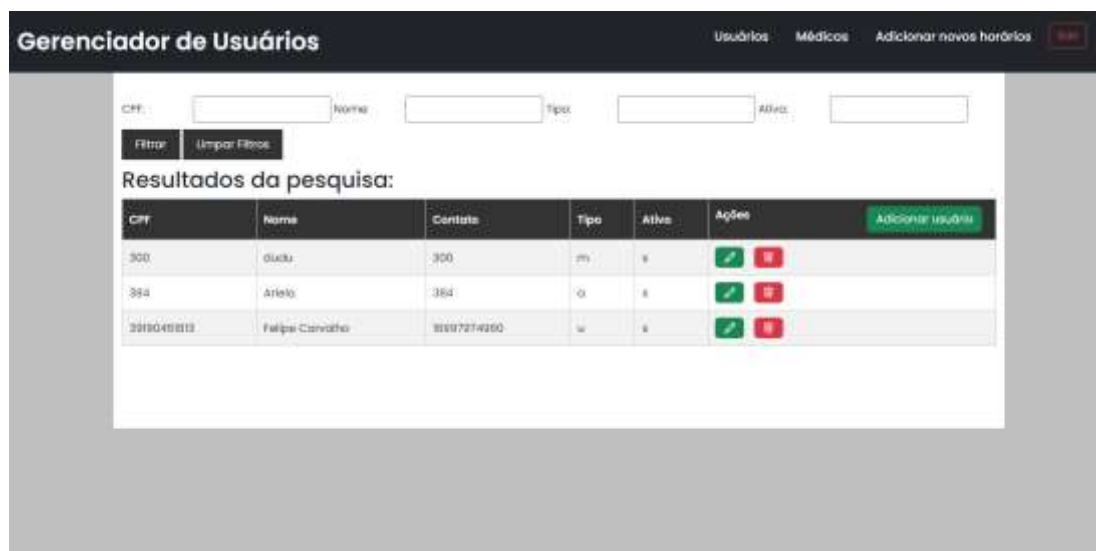 Gerenciador de Usuários Usuários Médicos Adicionar novos horários
CPF: Nome: Tipo: Ativo:
Filtrar Limpar Filtros
Resultados da pesquisa:
CPF Nome Contato Tipo Ativo Ações Adicionar usuário
300 dudu 300 m s
384 384 a s
Felipe Carvalho u s